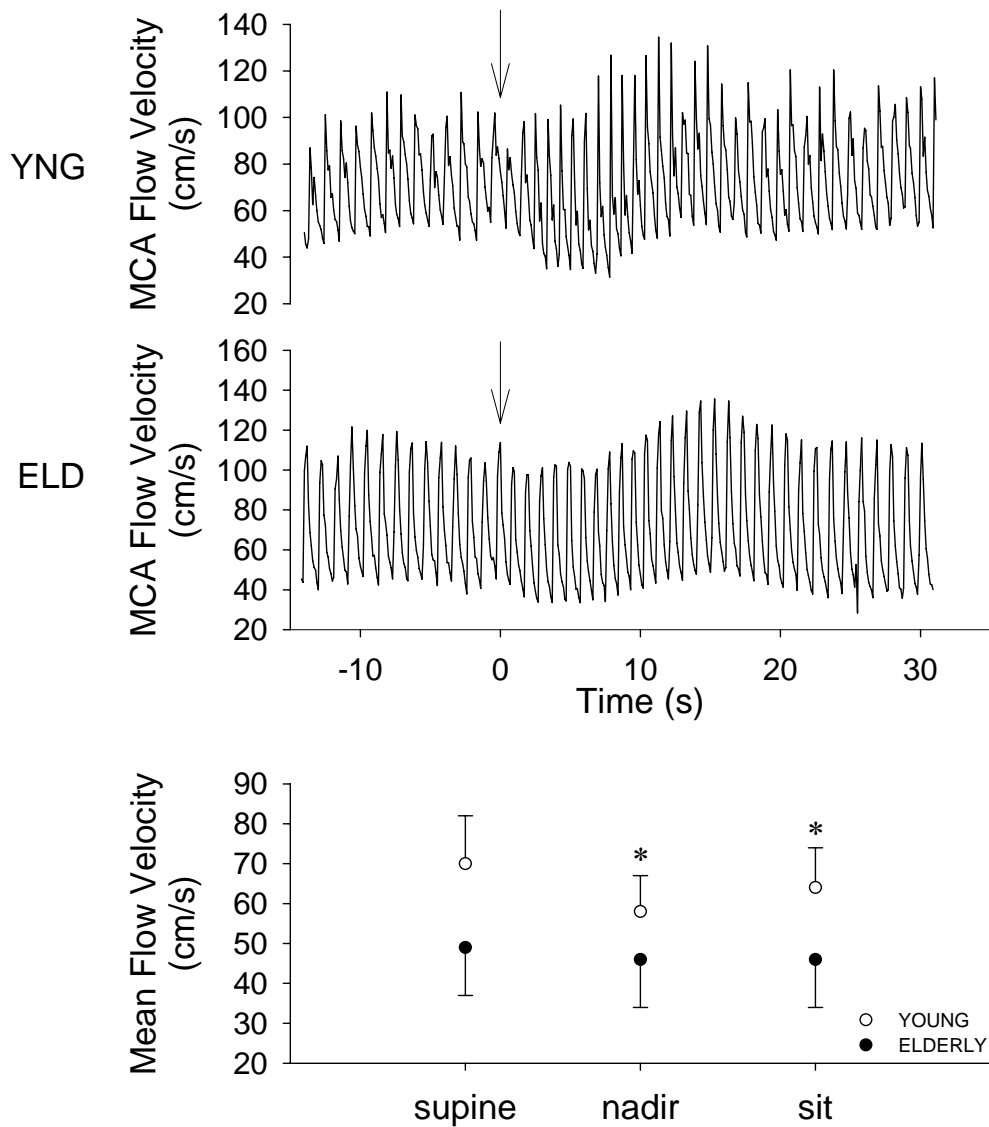 YNG
MCA Flow Velocity
(cm/s)
140
120
100
80
60
40
20
ELD
MCA Flow Velocity
(cm/s)
160
140
120
100
80
60
40
20
-10 0 10 20 30
Time (s)
Mean Flow Velocity
(cm/s)
90
80
70
60
50
40
30
20
*
*
YOUNG
ELDERLY
supine nadir sit